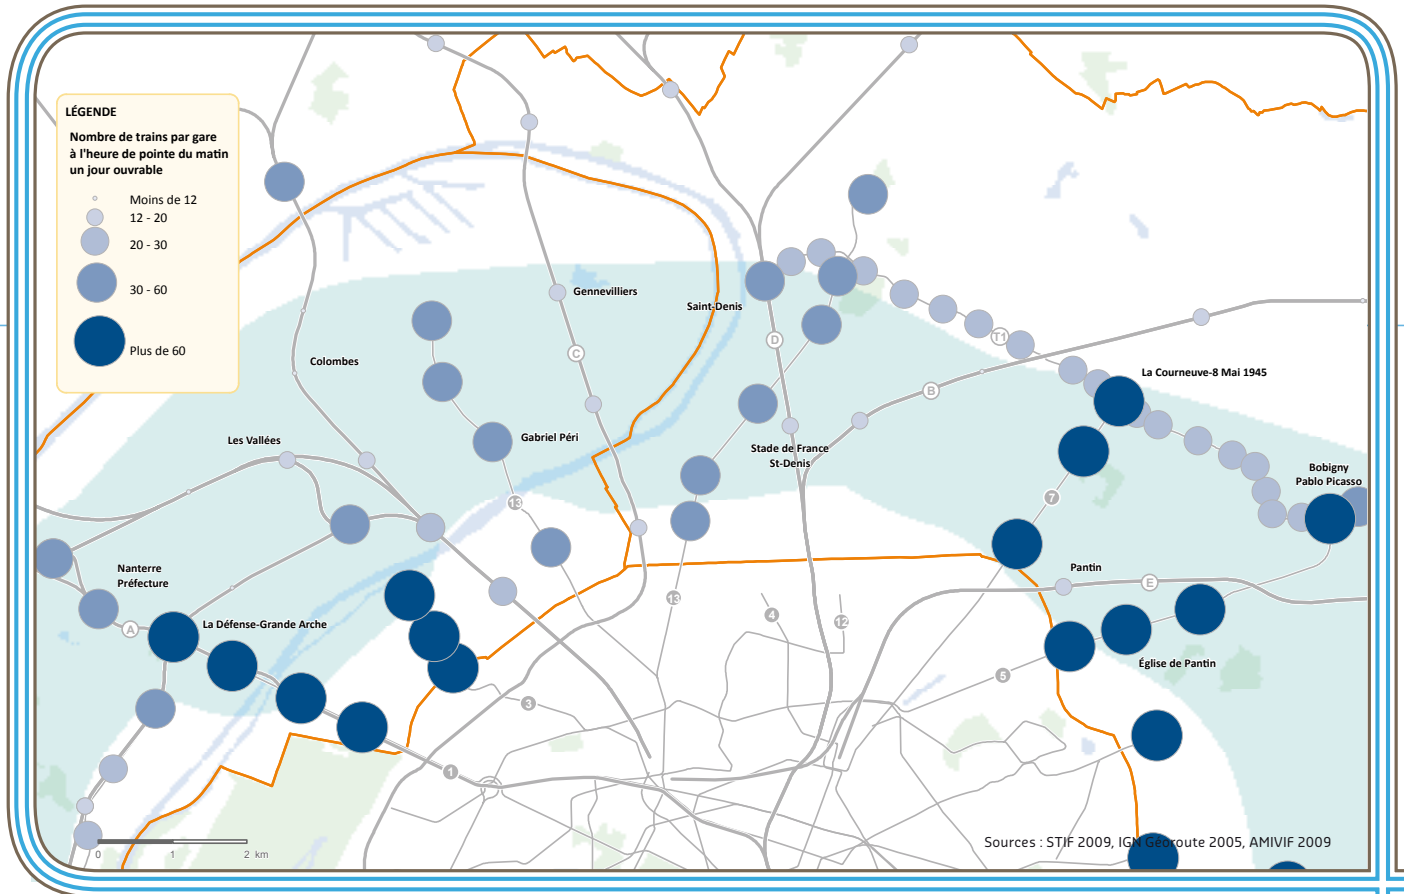 LÉGENDE
Nombre de trains par gare
à l'heure de pointe du matin
un jour ouvrable
Moins de 12
12 - 20
20 - 30
30 - 60
Plus de 60
Gennevilliers
Saint-Denis
C
D
T1
Colombes
B
La Courneuve-8 Mai 1945
Les Vallées
Gabriel Péri
Stade de France
St-Denis
Bobigny
Pablo Picasso
13
7
Nanterre
Préfecture
Pantin
E
13
4
12
A
La Défense-Grande Arche
Église de Pantin
5
3
1
Sources : STIF 2009, IGN Géoroute 2005, AMIVIF 2009
0 1 2 km